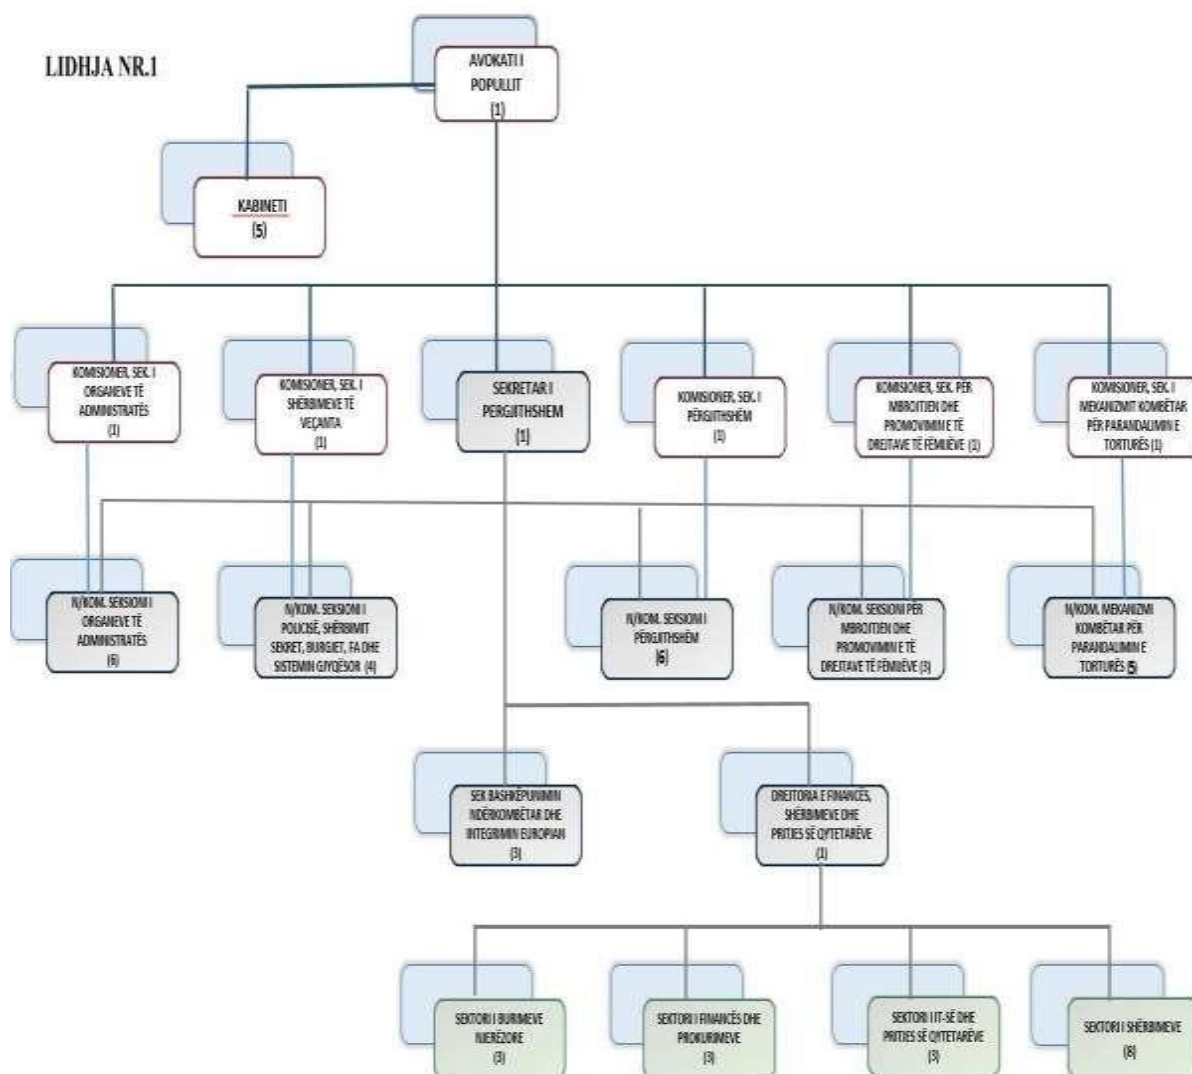 LIDHJA NR.1
AVOKATI I
POPULLIT
(1)
KABINETI
(5)
KOMISIONER, SEK. I
ORGANEVE TË
ADMINISTRATËS
(1)
KOMISIONER, SEK. I
SHËRBIMEVE TË
VEÇANTA
(1)
SEKRETAR I
PERGJITHSHEM
(1)
KOMISIONER, SEK. I
PËRGJITHSHËM
(1)
KOMISIONER, SEK. PËR
MBROITJEN DHE
PROMOVIMIN E TË
DREJTAVE TË FËMIJËVE (1)
KOMISIONER, SEK. I
MEKANIZMIT KOMBËTAR
PËR PARANDALIMIN E
TORTURËS (1)
N/KOM. SEKSIONI I
ORGANEVE TË
ADMINISTRATËS
(6)
N/KOM. SEKSIONI I
POLICISË, SHËRBIMIT
SEKRET, BURGJET, FA DHE
SISTEMIN GJYQËSOR (4)
N/KOM. SEKSIONI I
PËRGJITHSHËM
(6)
N/KOM. SEKSIONI PËR
MBROITJEN DHE
PROMOVIMIN E TË
DREJTAVE TË FËMIJËVE (3)
N/KOM. MEKANIZMI
KOMBËTAR PËR
PARANDALIMIN E
TORTURËS (5)
SEK BASHKËPUNIMIN
NDËRKOMBËTAR DHE
INTEGRIMIN EUROPIAN
(3)
DREJTORIA E FINANCËS,
SHËRBIMEVE DHE
PRITJES SË QYTETARËVE
(1)
SEKTORI I BURIMEVE
NJERËZORE
(3)
SEKTORI I FINANCËS DHE
PROKURIMEVE
(3)
SEKTORI I IT-SË DHE
PRITJES SË QYTETARËVE
(3)
SEKTORI I SHËRBIMEVE
(8)